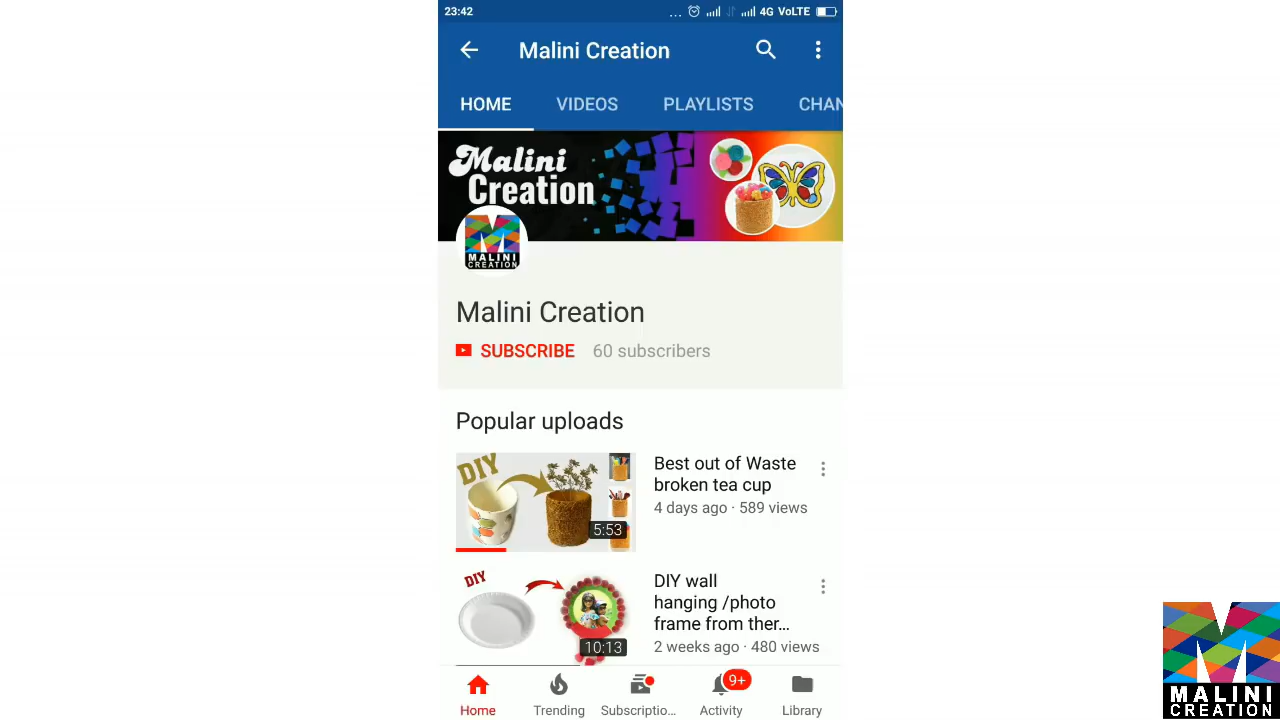 23:42
... 4G VoLTE
Malini Creation
HOME VIDEOS PLAYLISTS CHAN
Malini
Creation
MALINI
CREATION
Malini Creation
SUBSCRIBE 60 subscribers
Popular uploads
DIY
5:53
Best out of Waste
broken tea cup
4 days ago · 589 views
DIY
10:13
DIY wall
hanging /photo
frame from ther...
2 weeks ago · 480 views
9+
Home Trending Subscriptio... Activity Library
MALINI
CREATION